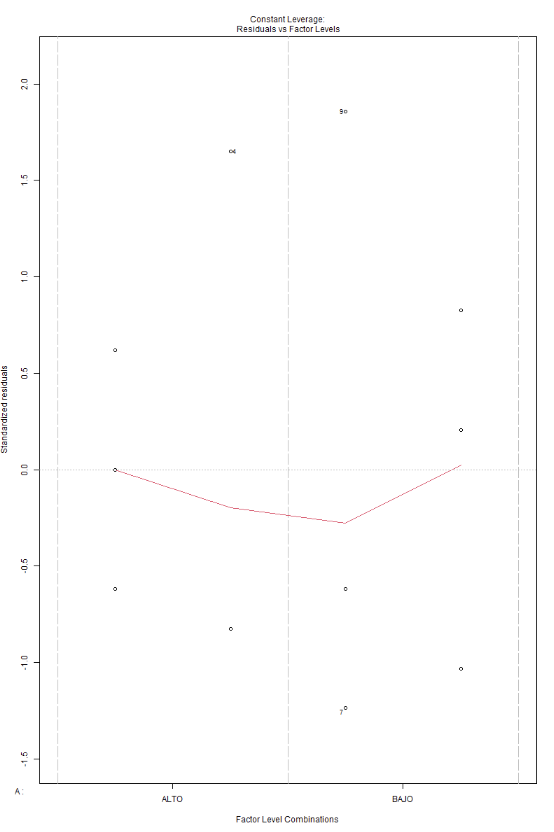 Constant Leverage:
Residuals vs Factor Levels
Standardized residuals
2.0
1.5
1.0
0.5
0.0
-0.5
-1.0
-1.5
4
9
7
A :
ALTO
BAJO
Factor Level Combinations